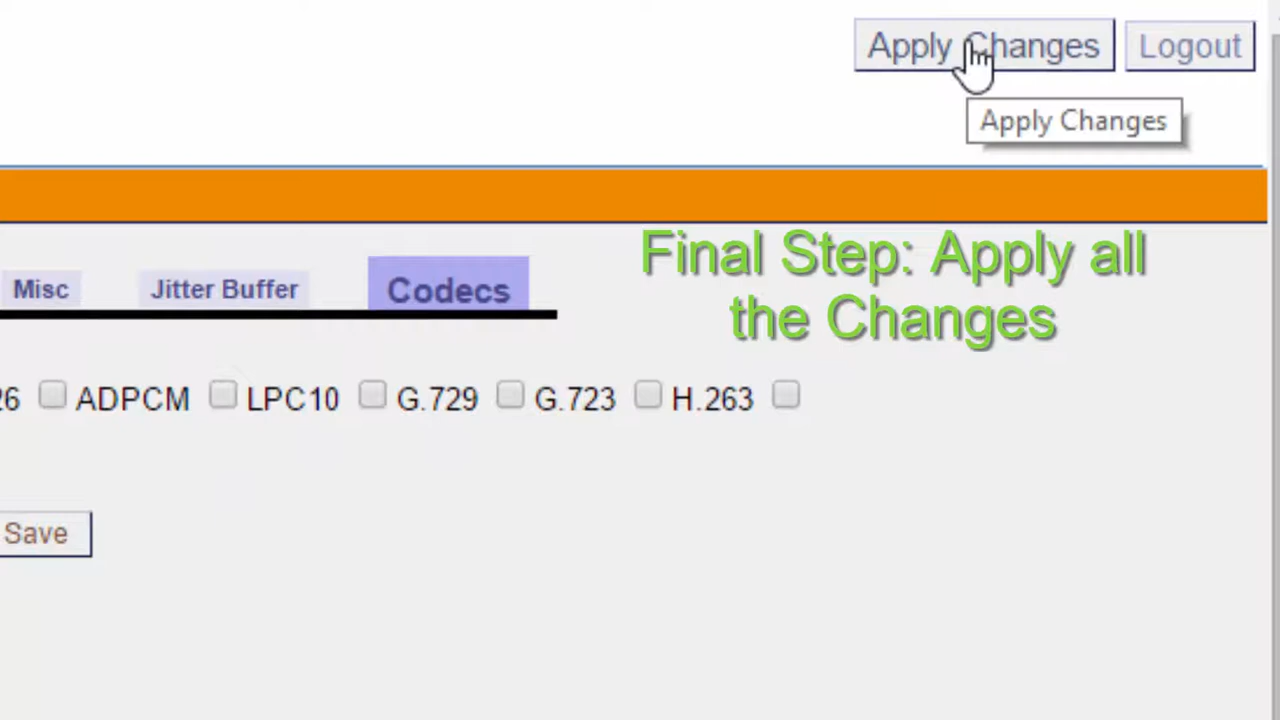 Apply Changes Logout
Apply Changes
Final Step: Apply all
the Changes
Misc Jitter Buffer Codecs
26 ADPCM LPC10 G.729 G.723 H.263
Save